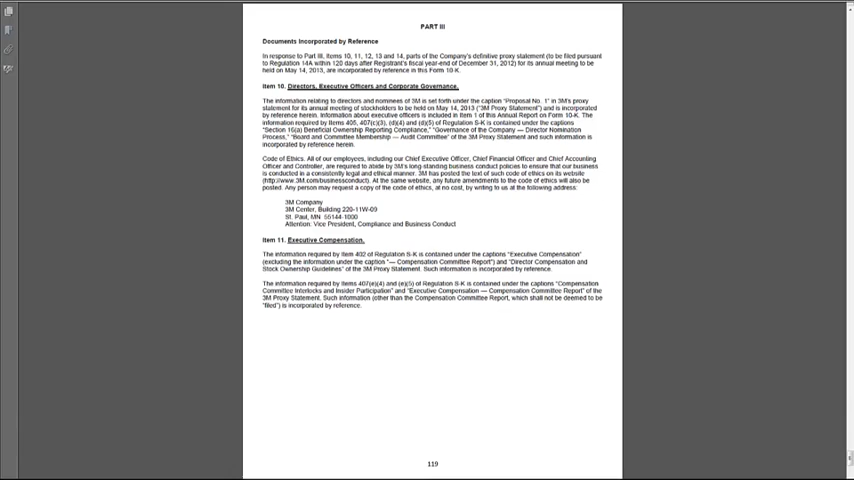 PART III
Documents Incorporated by Reference
In response to Part III, Items 10, 11, 12, 13 and 14, parts of the Company's definitive proxy statement (to be filed pursuant
to Regulation 14A within 120 days after Registrant's fiscal year-end of December 31, 2012) for its annual meeting to be
held on May 14, 2013, are incorporated by reference in this Form 10-K.
Item 10. Directors, Executive Officers and Corporate Governance.
The information relating to directors and nominees of 3M is set forth under the caption "Proposal No. 1" in 3M's proxy
statement for its annual meeting of stockholders to be held on May 14, 2013 ("3M Proxy Statement") and is incorporated
by reference herein. Information about executive officers is included in Item 1 of this Annual Report on Form 10-K. The
information required by Items 405, 407(c)(3), (d)(4) and (d)(5) of Regulation S-K is contained under the captions
"Section 16(a) Beneficial Ownership Reporting Compliance," "Governance of the Company — Director Nomination
Process," "Board and Committee Membership — Audit Committee" of the 3M Proxy Statement and such information is
incorporated by reference herein.
Code of Ethics. All of our employees, including our Chief Executive Officer, Chief Financial Officer and Chief Accounting
Officer and Controller, are required to abide by 3M's long-standing business conduct policies to ensure that our business
is conducted in a consistently legal and ethical manner. 3M has posted the text of such code of ethics on its website
(http://www.3M.com/businessconduct). At the same website, any future amendments to the code of ethics will also be
posted. Any person may request a copy of the code of ethics, at no cost, by writing to us at the following address:
3M Company
3M Center, Building 220-11W-09
St. Paul, MN 55144-1000
Attention: Vice President, Compliance and Business Conduct
Item 11. Executive Compensation.
The information required by Item 402 of Regulation S-K is contained under the captions "Executive Compensation"
(excluding the information under the caption "— Compensation Committee Report") and "Director Compensation and
Stock Ownership Guidelines" of the 3M Proxy Statement. Such information is incorporated by reference.
The information required by Items 407(e)(4) and (e)(5) of Regulation S-K is contained under the captions "Compensation
Committee Interlocks and Insider Participation" and "Executive Compensation — Compensation Committee Report" of the
3M Proxy Statement. Such information (other than the Compensation Committee Report, which shall not be deemed to be
"filed") is incorporated by reference.
119